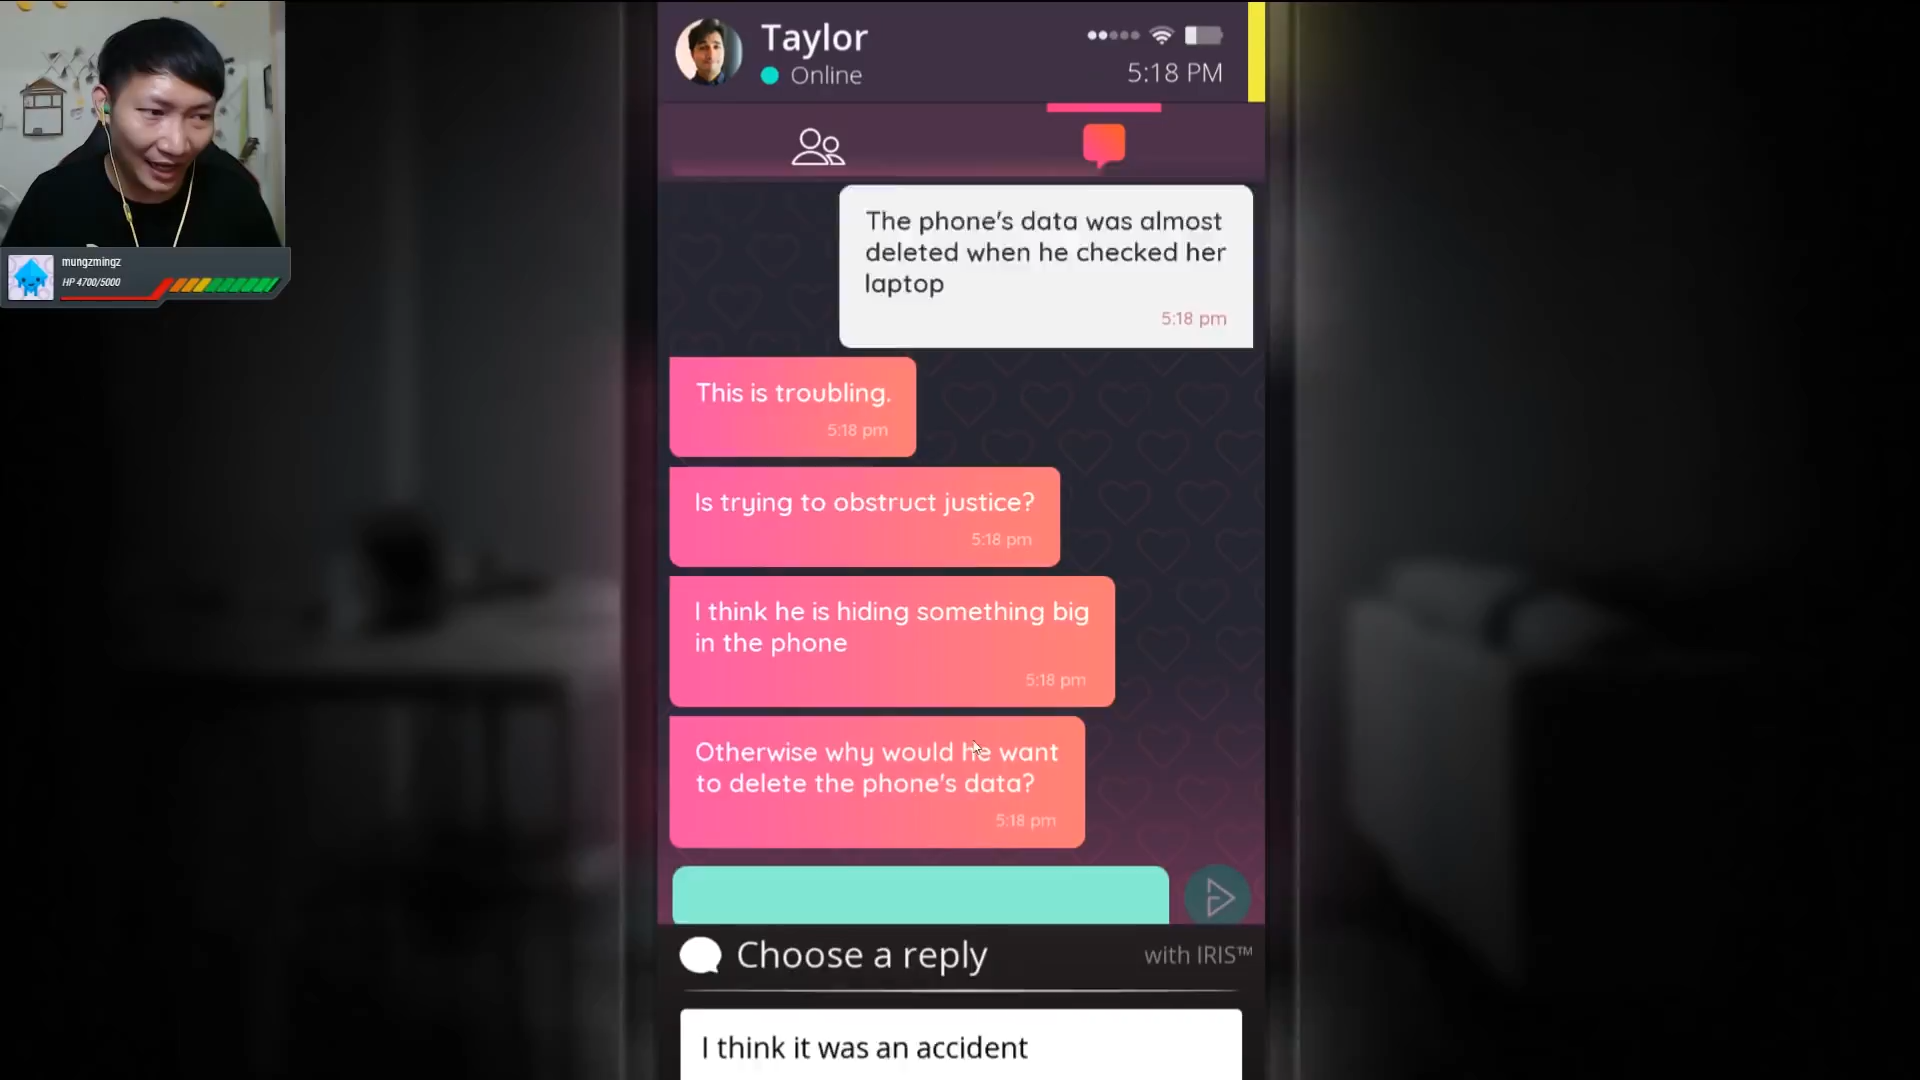 Taylor
Online
5:18 PM
mungzmingz
HP 4700/5000
The phone's data was almost
deleted when he checked her
laptop
5:18 pm
This is troubling.
5:18 pm
Is trying to obstruct justice?
5:18 pm
I think he is hiding something big
in the phone
5:18 pm
Otherwise why would he want
to delete the phone's data?
5:18 pm
Choose a reply
with IRIS™
I think it was an accident